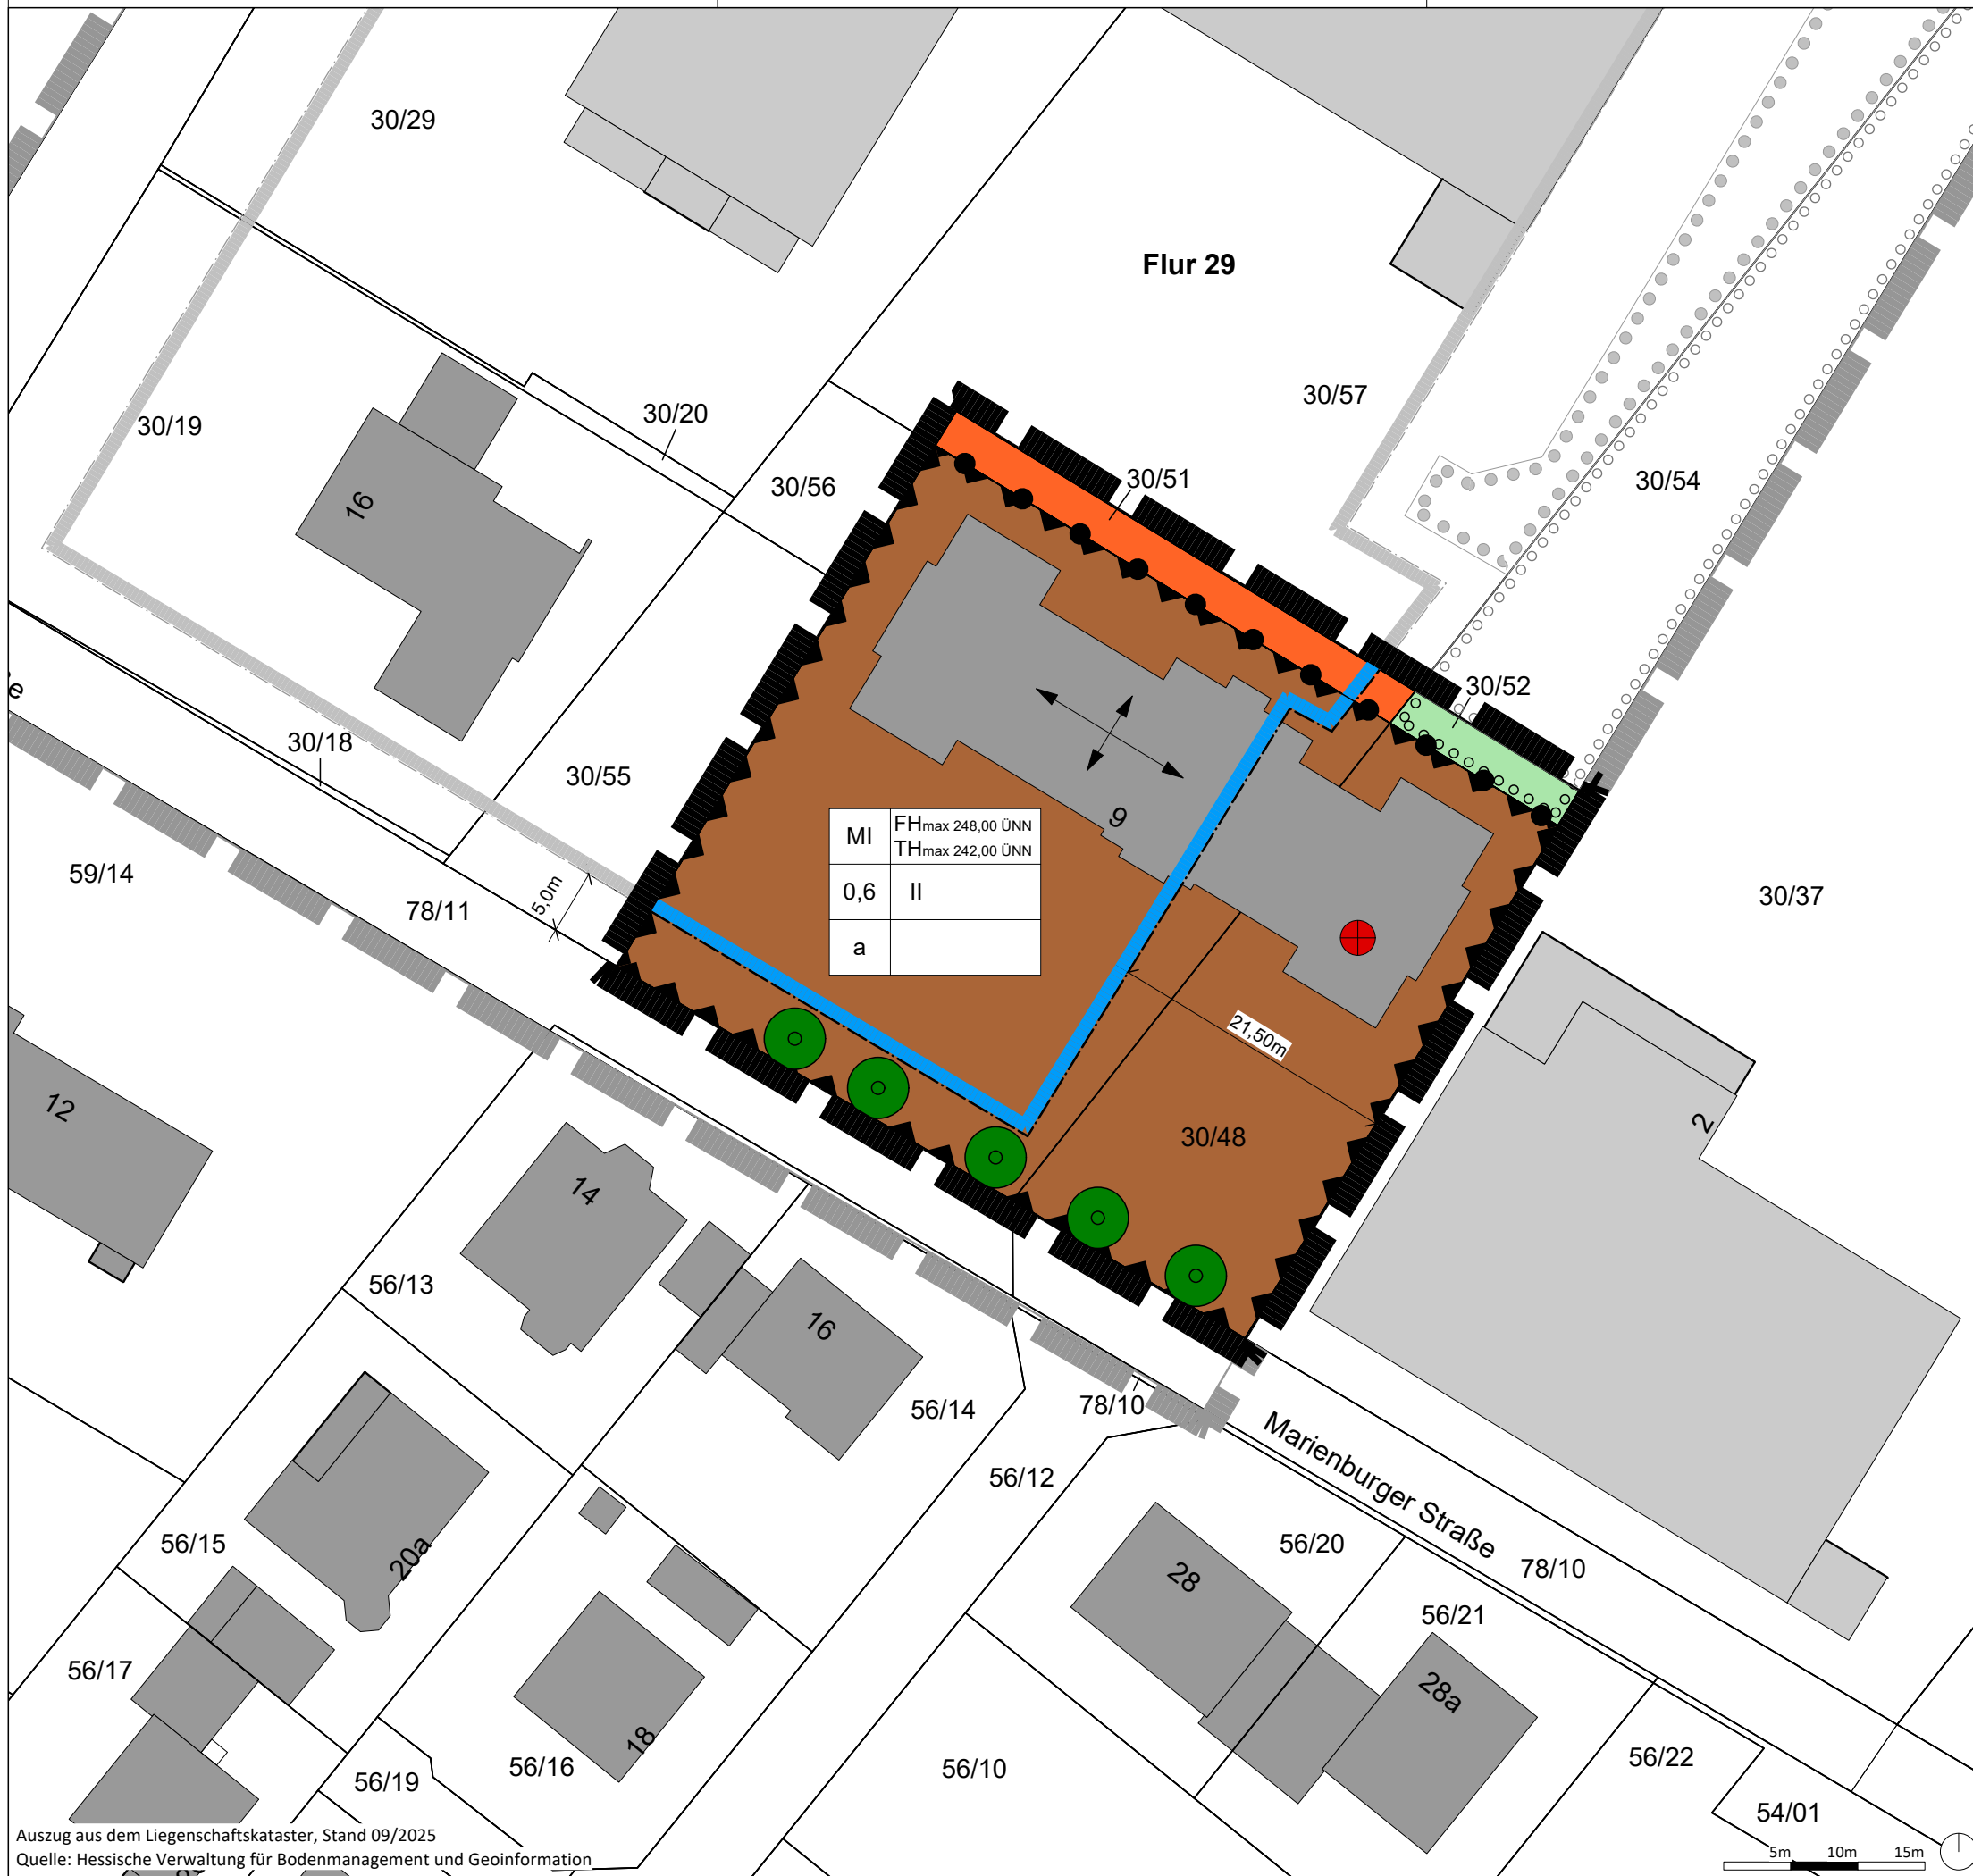 30/29
Flur 29
30/57
30/19
30/20
30/56
30/51
30/54
16
30/52
30/18
30/55
9
MI
FHmax 248,00 ÜNN
THmax 242,00 ÜNN
0,6
II
a
59/14
78/11
5,0m
30/37
21,50m
12
2
30/48
14
56/13
16
56/14
78/10
Marienburger Straße
56/12
56/15
20a
28
56/20
78/10
56/21
56/17
28a
18
56/16
56/19
56/10
56/22
54/01
Auszug aus dem Liegenschaftskataster, Stand 09/2025
Quelle: Hessische Verwaltung für Bodenmanagement und Geoinformation
5m 10m 15m